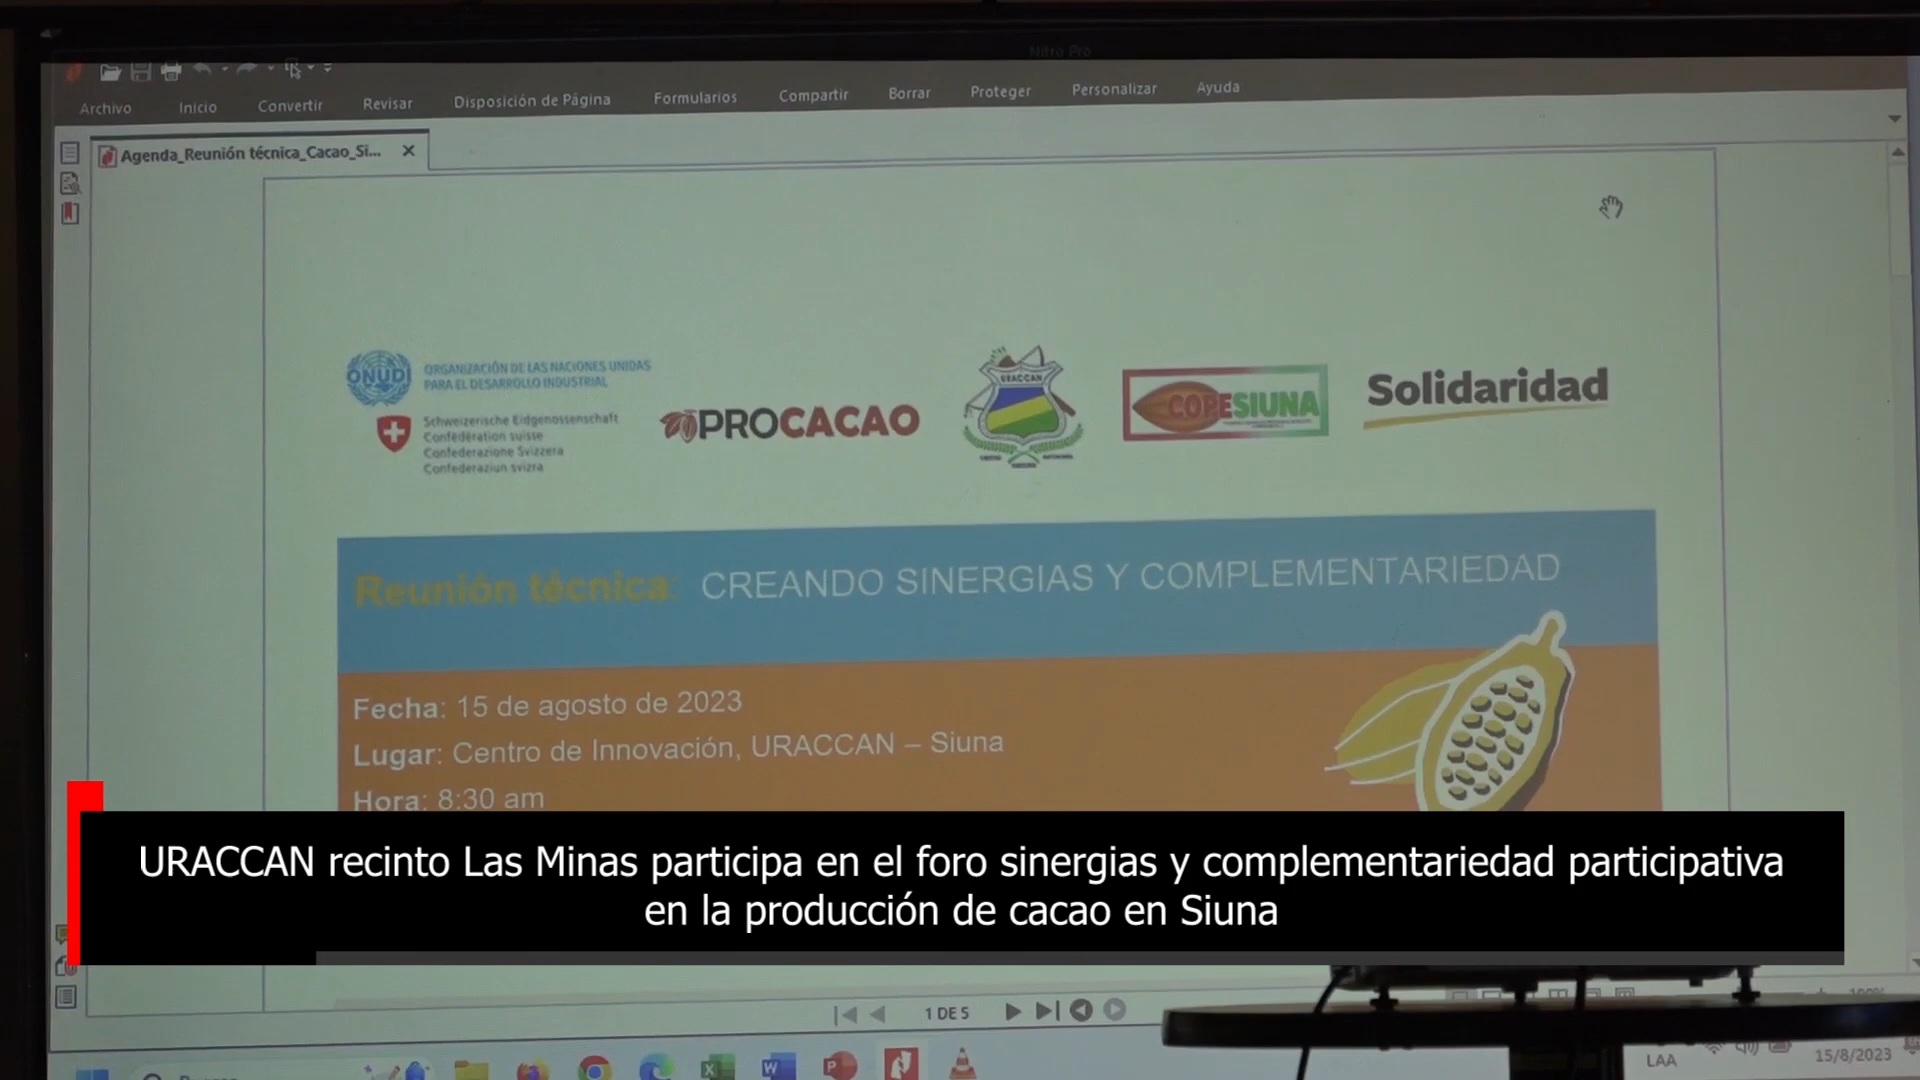 Nitro Pro
Archivo Inicio Convertir Revisar Disposición de Página Formularios Compartir Borrar Proteger Personalizar Ayuda
Agenda_Reunión técnica_Cacao_Si...
ONUDI
ORGANIZACIÓN DE LAS NACIONES UNIDAS
PARA EL DESARROLLO INDUSTRIAL
Schweizerische Eidgenossenschaft
Confédération suisse
Confederazione Svizzera
Confederaziun svizra
PROCACAO
URACCAN
COPESIUNA
Solidaridad
Reunión técnica: CREANDO SINERGIAS Y COMPLEMENTARIEDAD
Fecha: 15 de agosto de 2023
Lugar: Centro de Innovación, URACCAN – Siuna
Hora: 8:30 am
URACCAN recinto Las Minas participa en el foro sinergias y complementariedad participativa
en la producción de cacao en Siuna
1 DE 5
100%
LAA
15/8/2023